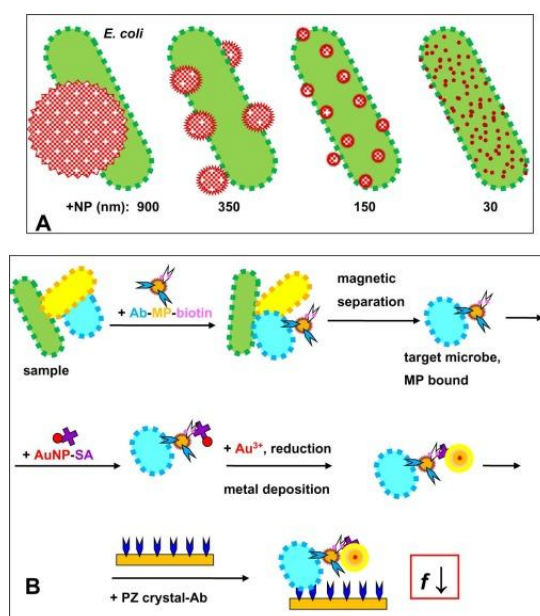 E. coli
+NP (nm): 900 350 150 30
A
+ Ab-MP-biotin
magnetic
separation
sample
target microbe,
MP bound
+ AuNP-SA
+ Au³⁺, reduction
metal deposition
B
+ PZ crystal-Ab
f ↓